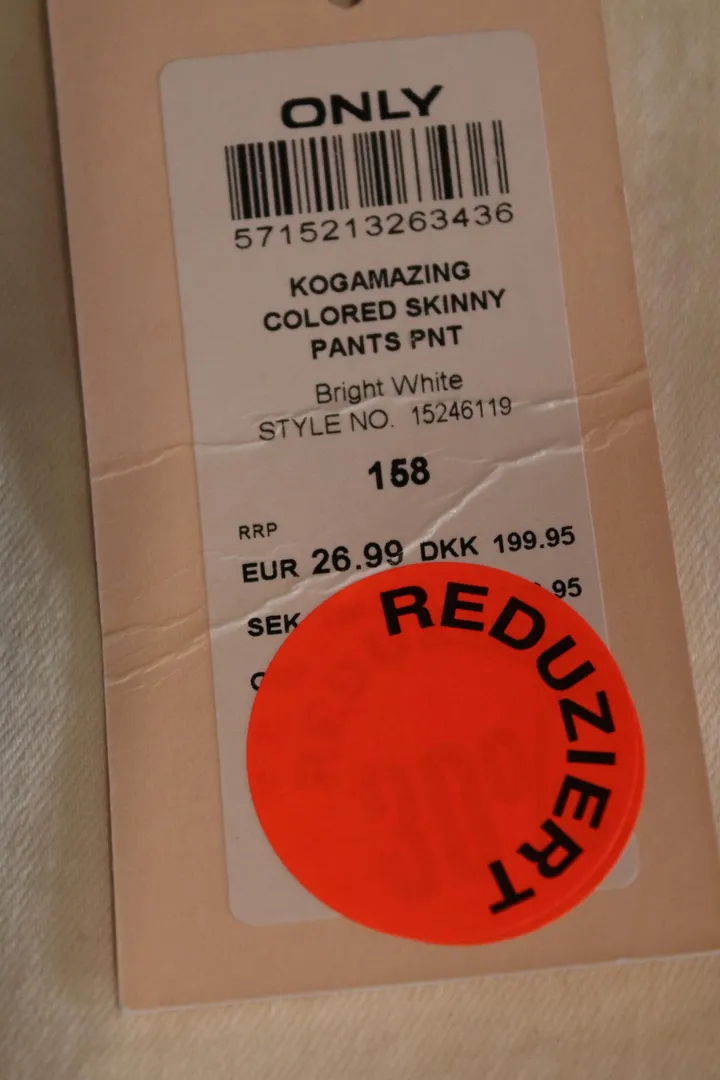 ONLY
5715213263436
KOGAMAZING
COLORED SKINNY
PANTS PNT
Bright White
STYLE NO. 15246119
158
RRP
EUR 26.99 DKK 199.95
SEK .95
REDUZIERT